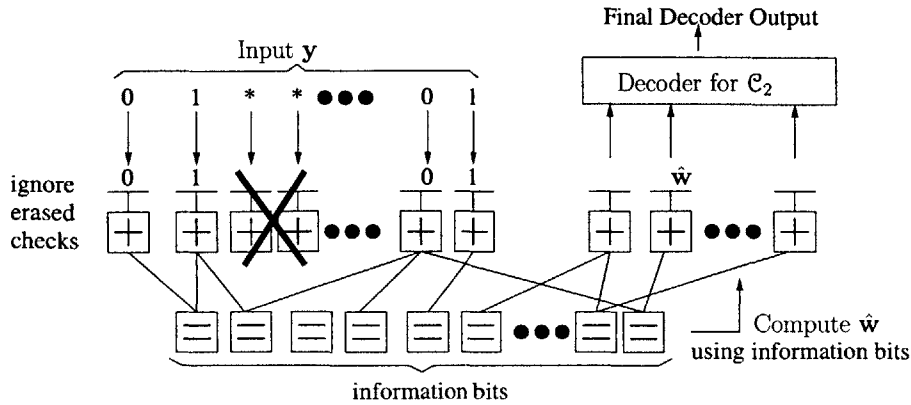 Final Decoder Output
Input y
Decoder for C₂
0 1 * * ●●● 0 1
0 1 0 1 ŵ
ignore
erased
checks
+ + + + ●●● + + + + ●●● +
= = = = = = ●●● = =
Compute ŵ
using information bits
information bits